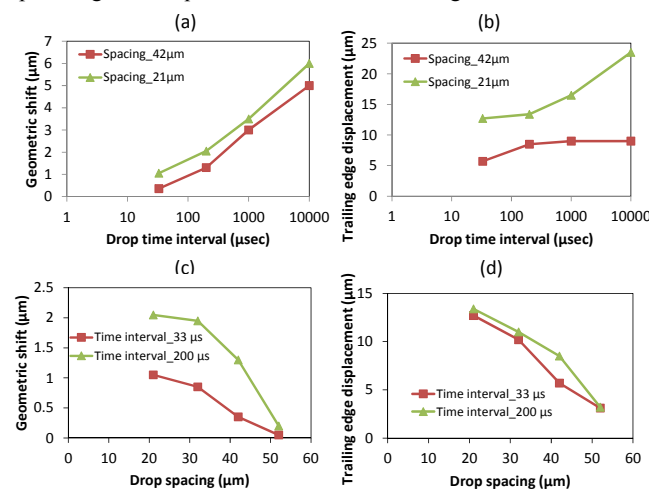 (a)
Geometric shift (μm)
7
6
5
4
3
2
1
0
Spacing_42μm
Spacing_21μm
1
10
100
1000
10000
Drop time interval (μsec)
(b)
Trailing edge displacement (μm)
25
20
15
10
5
0
Spacing_42μm
Spacing_21μm
1
10
100
1000
10000
Drop time interval (μsec)
(c)
Geometric shift (μm)
2.5
2
1.5
1
0.5
0
Time interval_33 μs
Time interval_200 μs
0
10
20
30
40
50
60
Drop spacing (μm)
(d)
Trailing edge displacement (μm)
15
10
5
0
Time interval_33 μs
Time interval_200 μs
0
10
20
30
40
50
60
Drop spacing (μm)